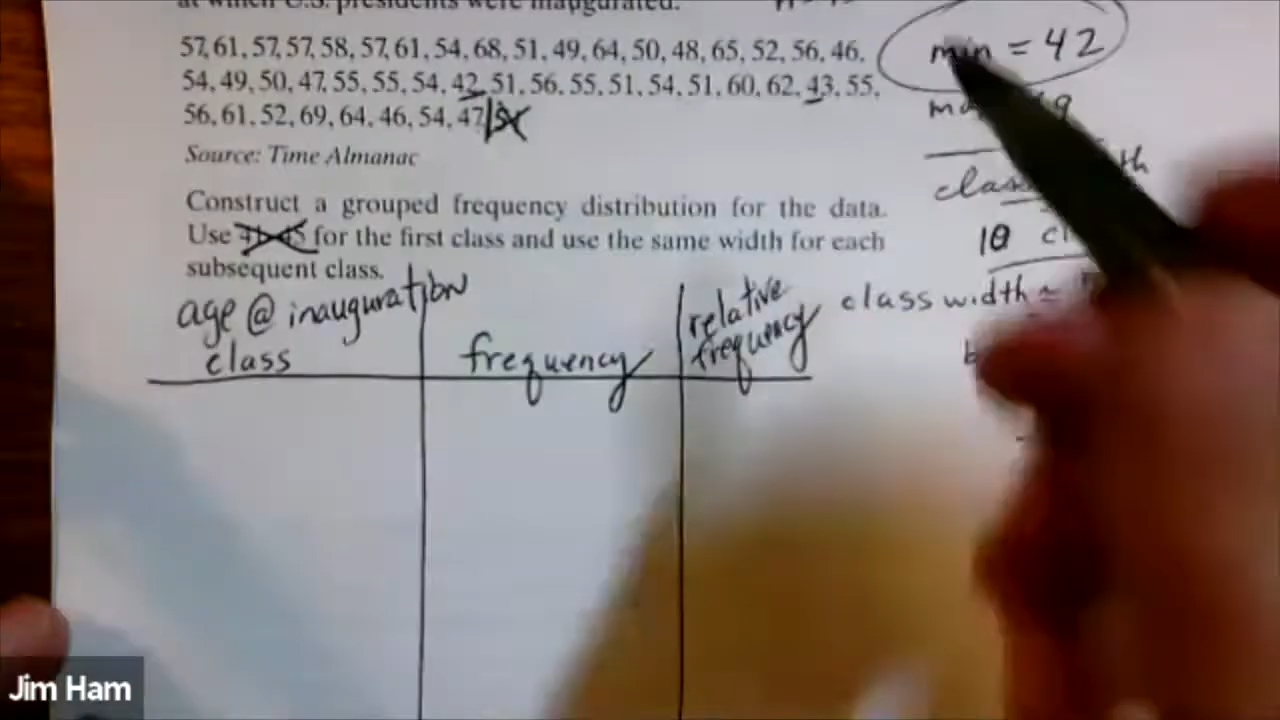 at which U.S. presidents were inaugurated.
57, 61, 57, 57, 58, 57, 61, 54, 68, 51, 49, 64, 50, 48, 65, 52, 56, 46,
54, 49, 50, 47, 55, 55, 54, 42, 51, 56, 55, 51, 54, 51, 60, 62, 43, 55,
56, 61, 52, 69, 64, 46, 54, 47
Source: Time Almanac
Construct a grouped frequency distribution for the data.
Use for the first class and use the same width for each
subsequent class.
min = 42
10
class width ≈
age @ inauguration
class
frequency
relative
frequency
Jim Ham